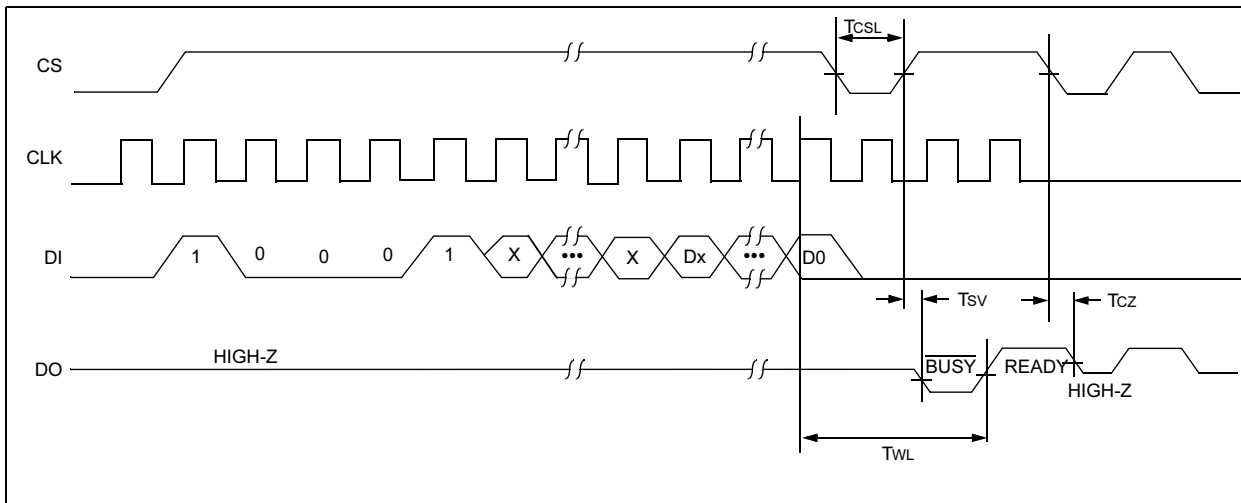 TCSL
CS
CLK
DI
1 0 0 0 1 X ••• X Dx ••• D0
TSV
TCZ
HIGH-Z
DO
BUSY
READY
HIGH-Z
TWL